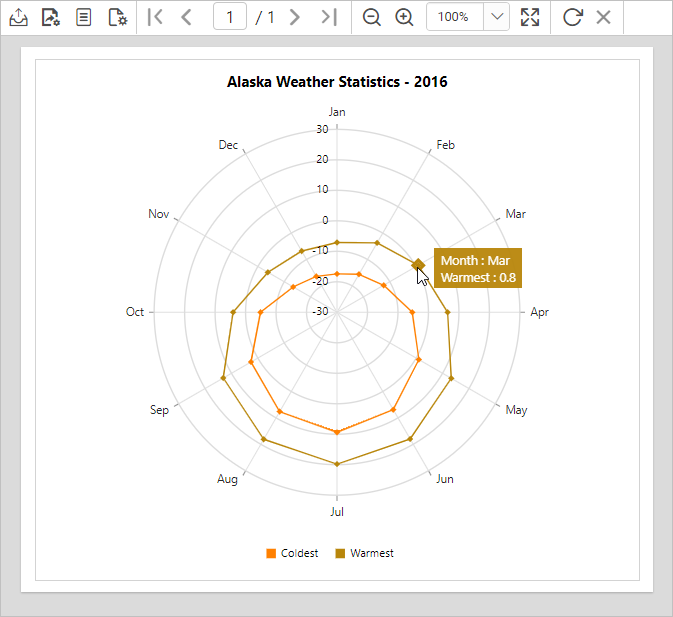 1 / 1 100%
Alaska Weather Statistics - 2016
Jan
Dec 30 Feb
20
Nov 10 Mar
0
-10 Month : Mar
Warmest : 0.8
-20
Oct -30 Apr
Sep May
Aug Jun
Jul
Coldest Warmest